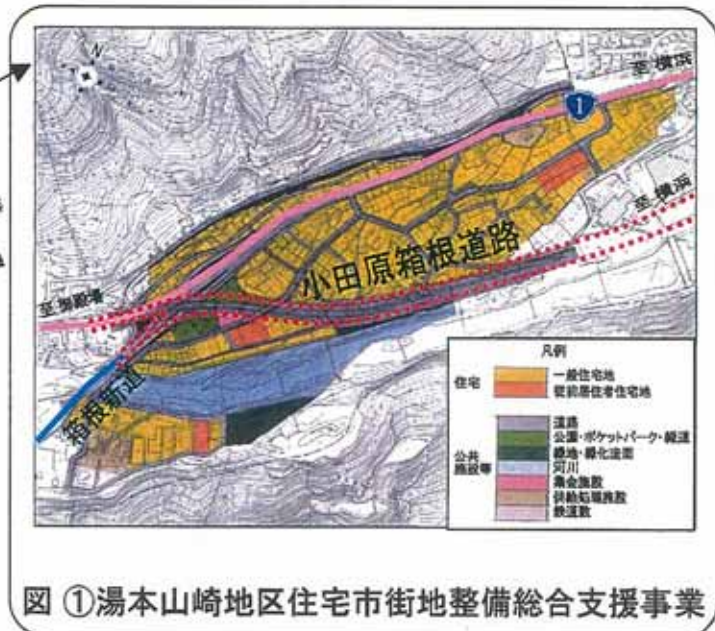 N
至 横浜
1
至 横浜
小田原箱根道路
至 御殿場
箱根新道
凡例
住宅
一般住宅地
従前居住者住宅地
公共施設等
道路
公園・ポケットパーク・緑道
緑地・緑化法面
河川
集会施設
供給処理施設
鉄道敷
図 ①湯本山崎地区住宅市街地整備総合支援事業